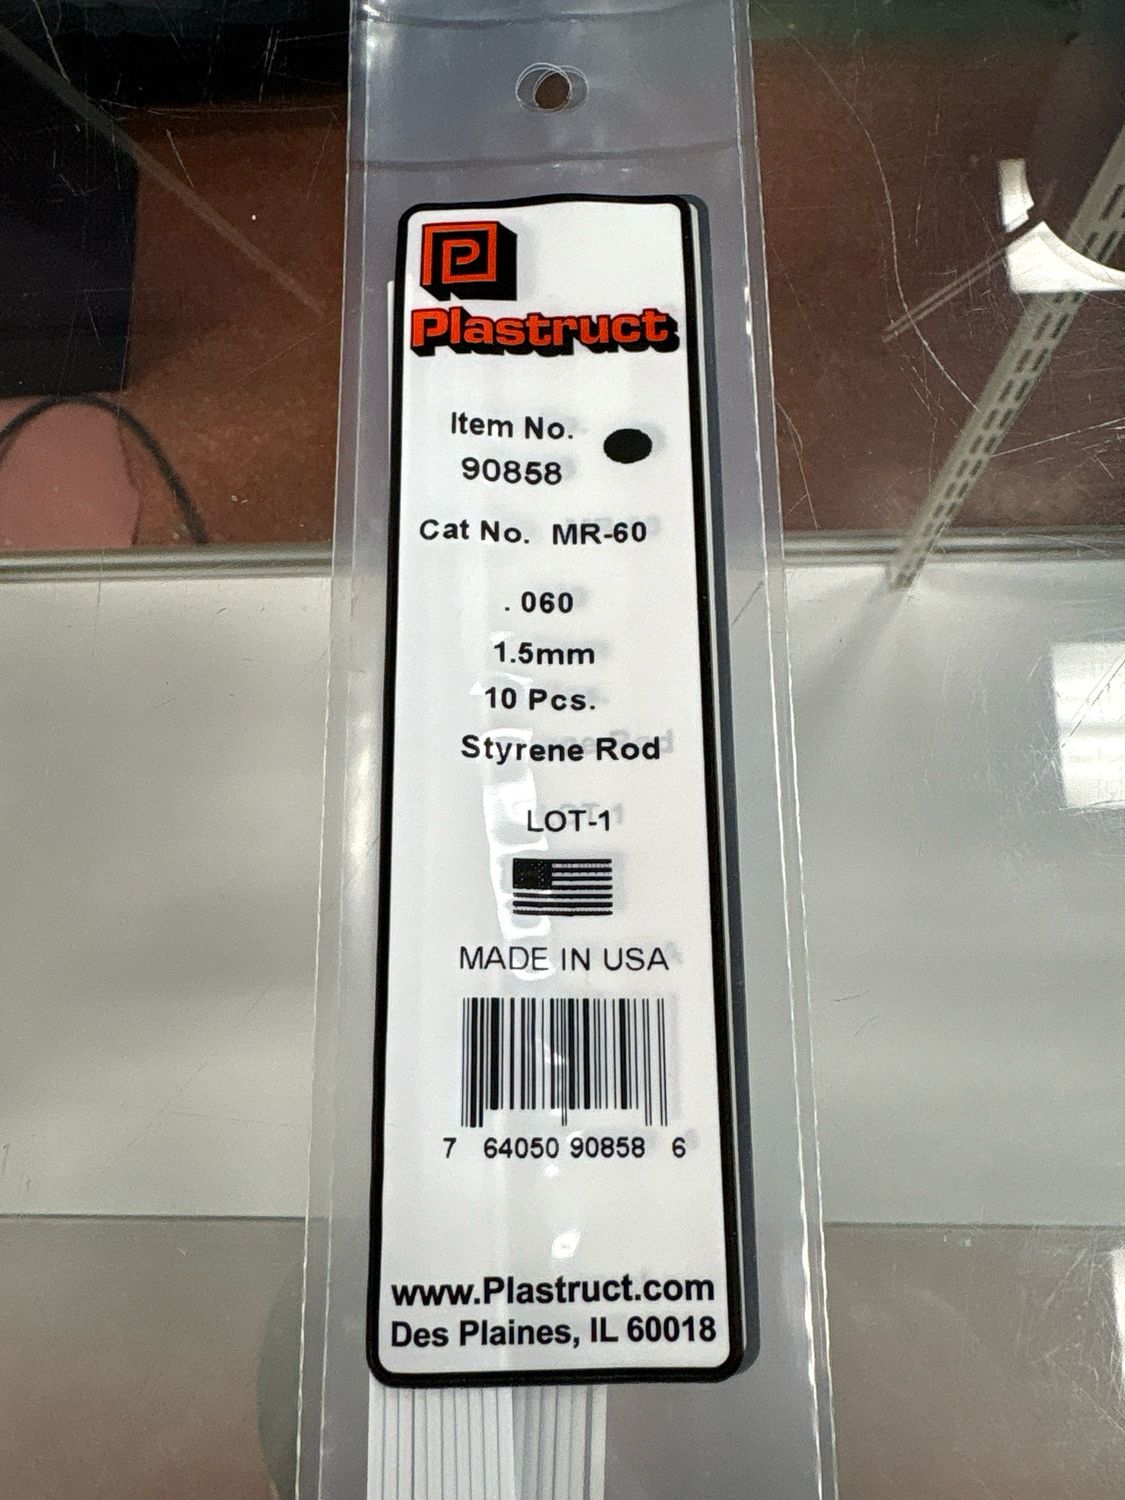 P
Plastruct
Item No.
90858
Cat No. MR-60
.060
1.5mm
10 Pcs.
Styrene Rod
LOT-1
MADE IN USA
7 64050 90858 6
www.Plastruct.com
Des Plaines, IL 60018